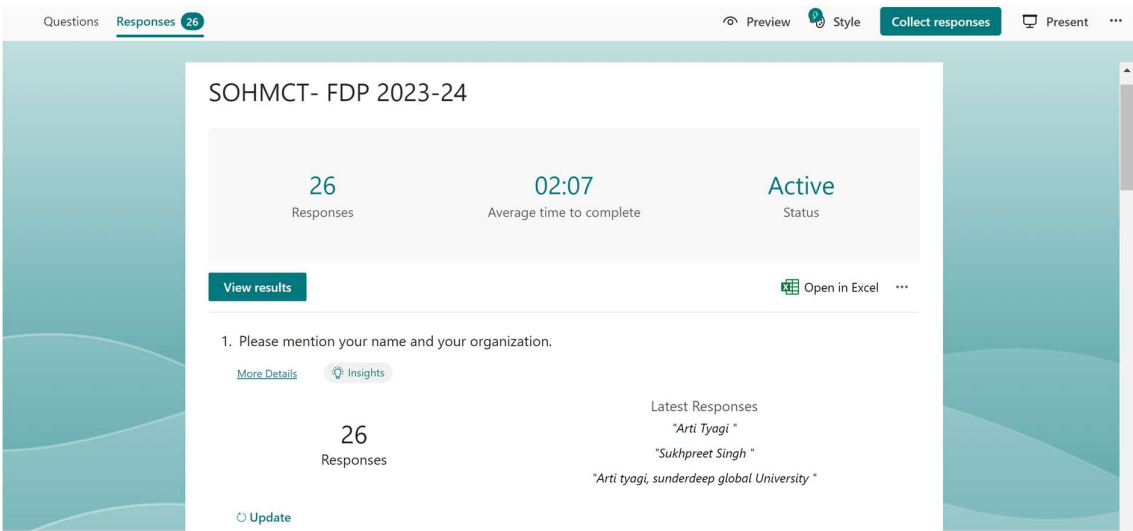 Questions Responses 26 Preview Style Collect responses Present ...
SOHMCT- FDP 2023-24
26 02:07 Active
Responses Average time to complete Status
View results Open in Excel ...
1. Please mention your name and your organization.
More Details Insights
Latest Responses
"Arti Tyagi "
26
"Sukhpreet Singh "
Responses
"Arti tyagi, sunderdeep global University "
Update